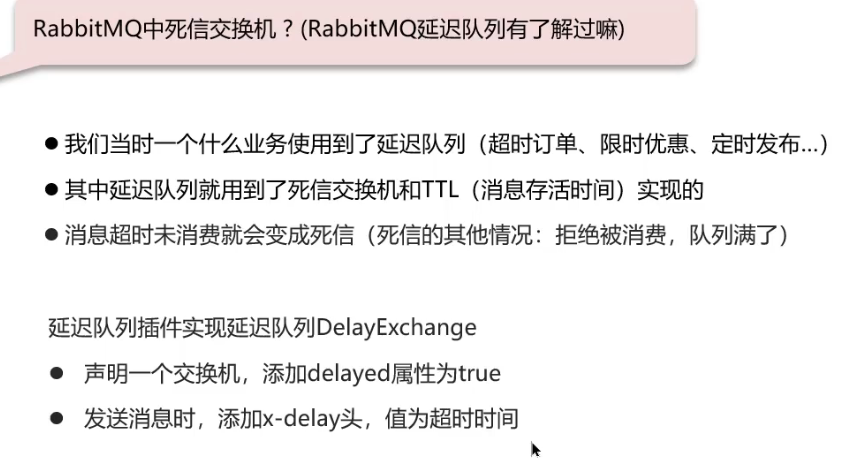 RabbitMQ中死信交换机？(RabbitMQ延迟队列有了解过嘛)
● 我们当时一个什么业务使用到了延迟队列（超时订单、限时优惠、定时发布...）
● 其中延迟队列就用到了死信交换机和TTL（消息存活时间）实现的
● 消息超时未消费就会变成死信（死信的其他情况：拒绝被消费，队列满了）
延迟队列插件实现延迟队列DelayExchange
● 声明一个交换机，添加delayed属性为true
● 发送消息时，添加x-delay头，值为超时时间